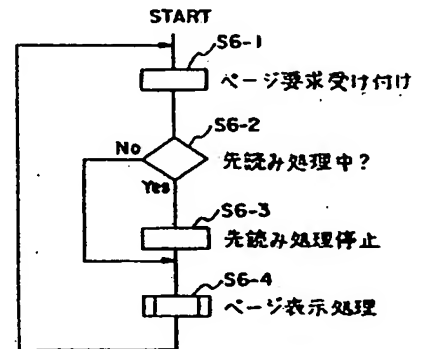 START
S6-1
ページ要求受け付け
S6-2
No
先読み処理中?
Yes
S6-3
先読み処理停止
S6-4
ページ表示処理